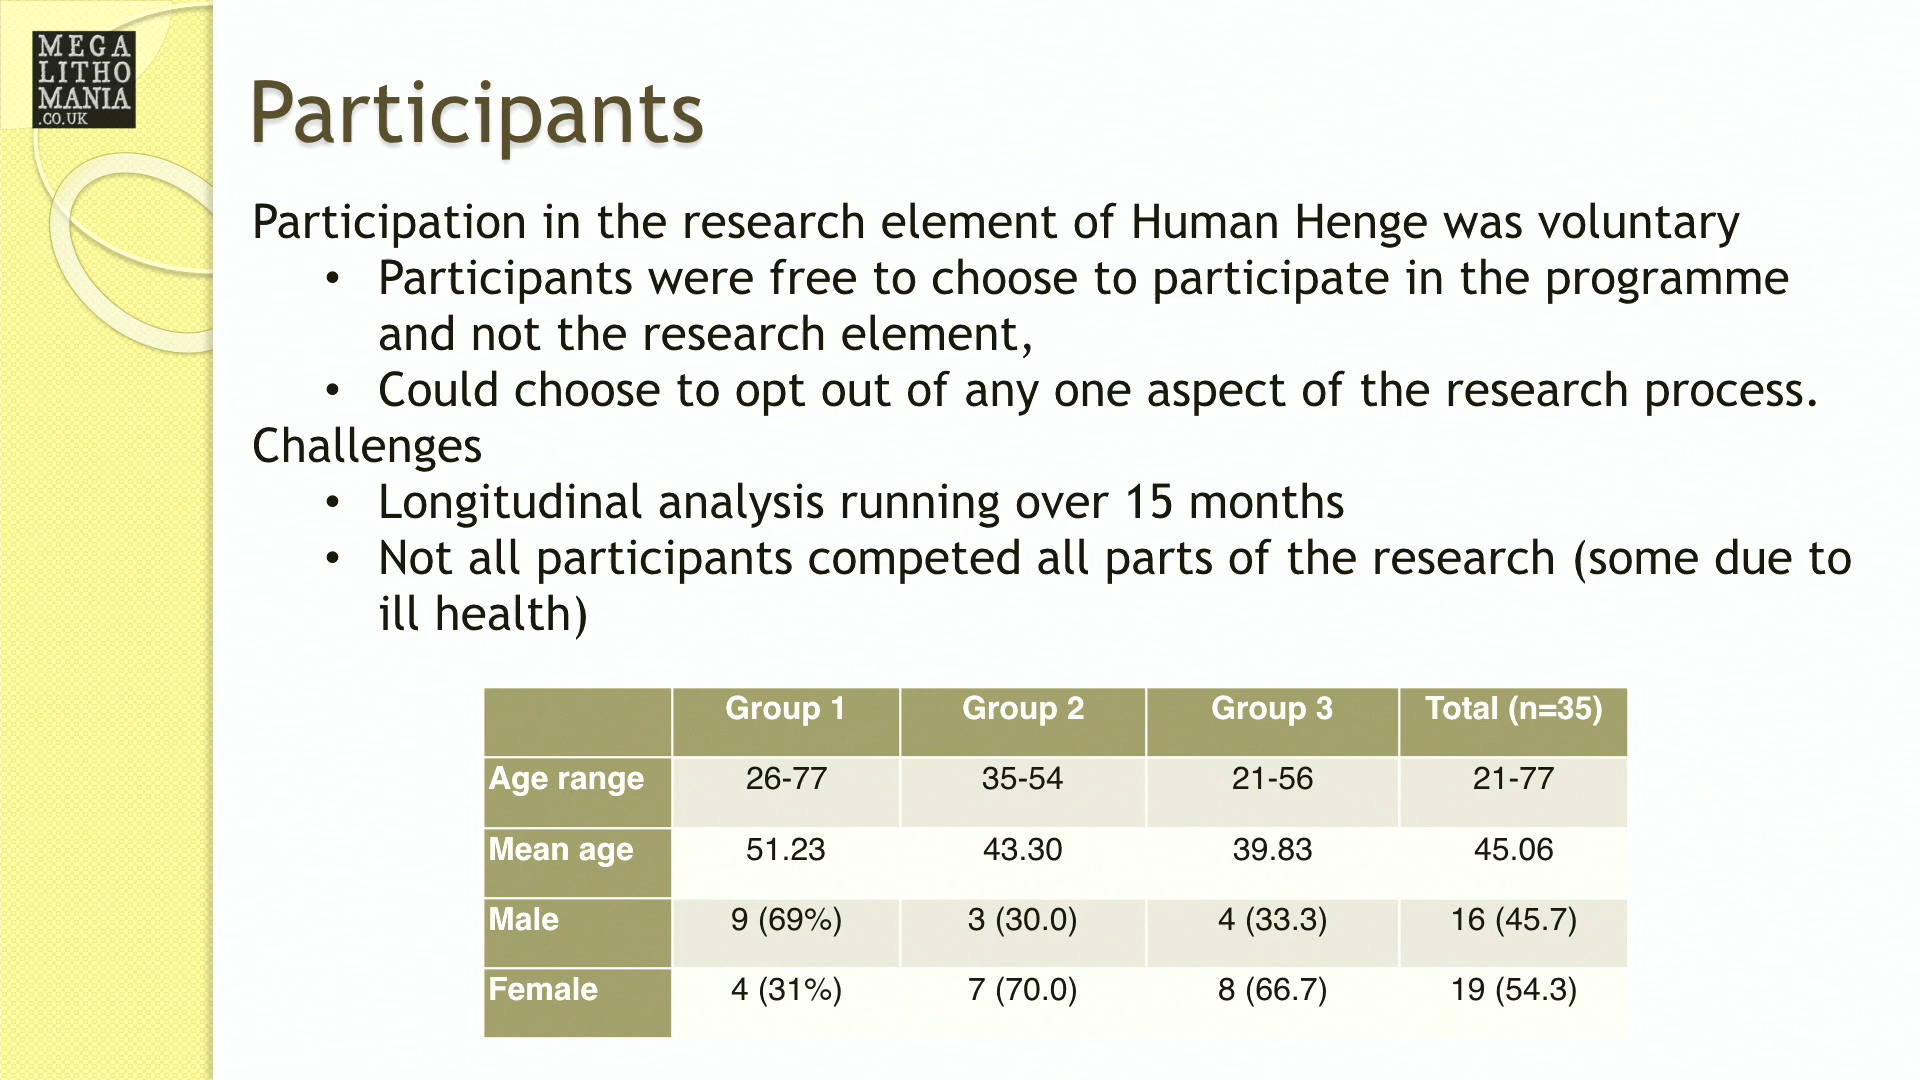 MEGA
LITHO
MANIA
.CO.UK
Participants
Participation in the research element of Human Henge was voluntary
• Participants were free to choose to participate in the programme
and not the research element,
• Could choose to opt out of any one aspect of the research process.
Challenges
• Longitudinal analysis running over 15 months
• Not all participants competed all parts of the research (some due to
ill health)
Group 1 Group 2 Group 3 Total (n=35)
Age range 26-77 35-54 21-56 21-77
Mean age 51.23 43.30 39.83 45.06
Male 9 (69%) 3 (30.0) 4 (33.3) 16 (45.7)
Female 4 (31%) 7 (70.0) 8 (66.7) 19 (54.3)